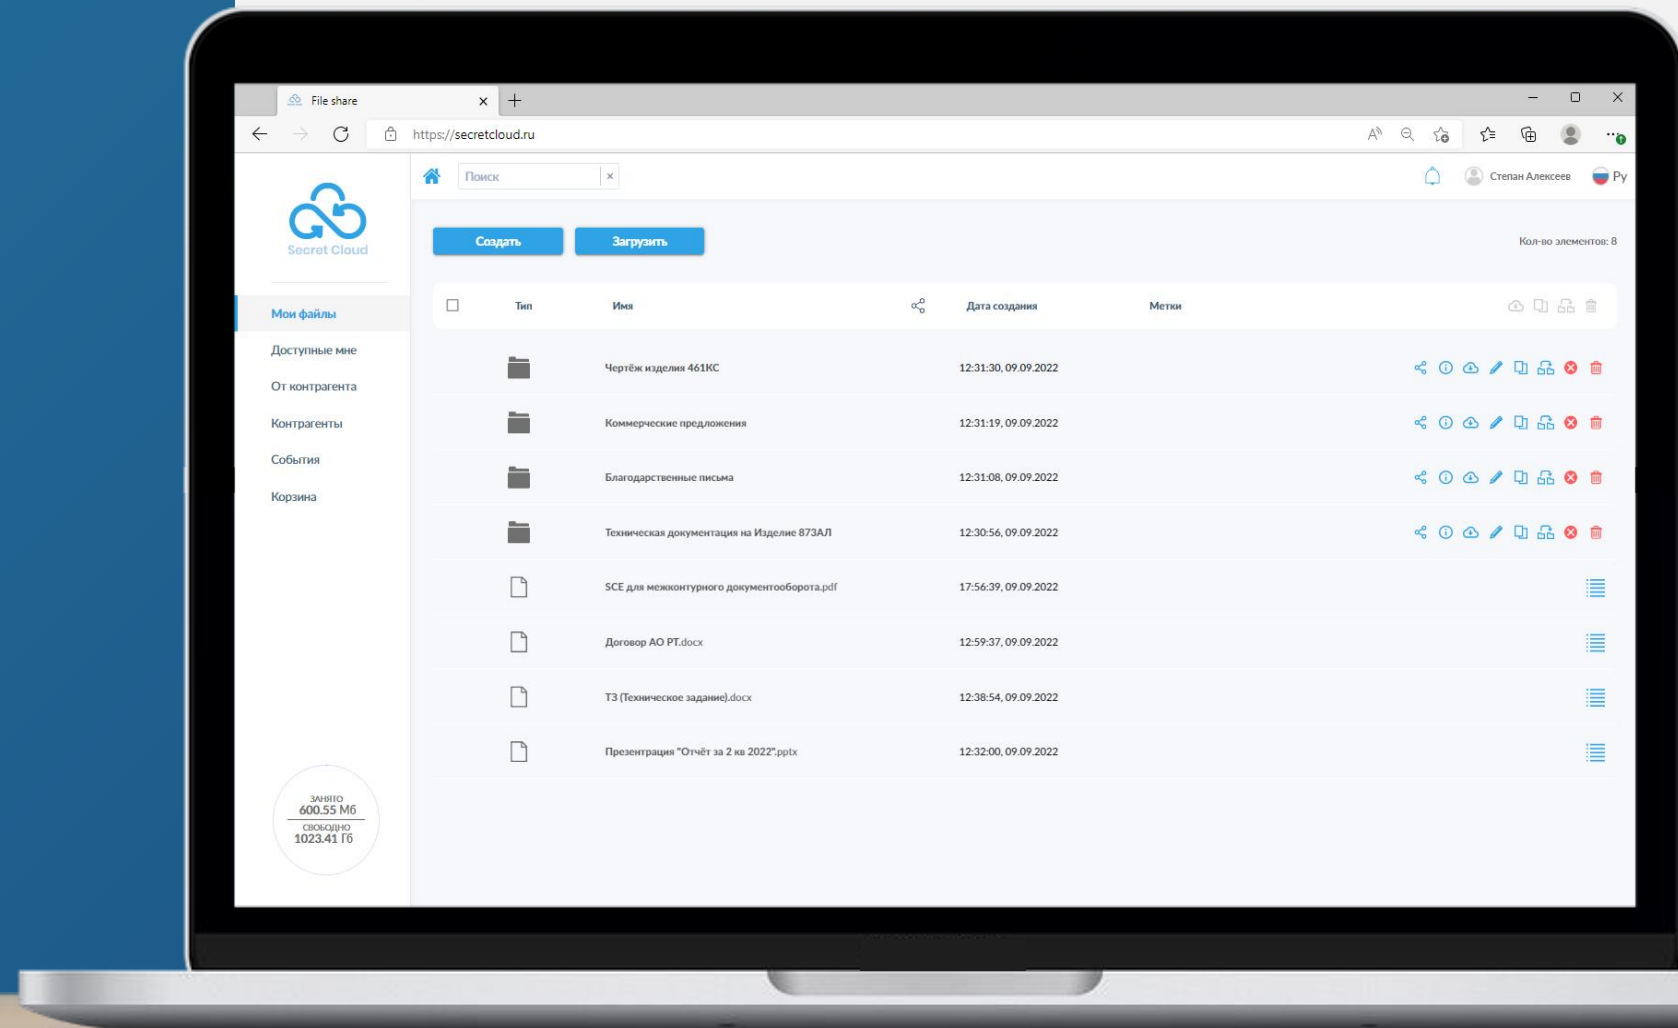 File share
https://secretcloud.ru
Поиск
Степан Алексеев
Ру
Secret Cloud
Создать
Загрузить
Кол-во элементов: 8
Мои файлы
Доступные мне
От контрагента
Контрагенты
События
Корзина
Тип
Имя
Дата создания
Метки
Чертёж изделия 461КС
12:31:30, 09.09.2022
Коммерческие предложения
12:31:19, 09.09.2022
Благодарственные письма
12:31:08, 09.09.2022
Техническая документация на Изделие 873АЛ
12:30:56, 09.09.2022
SCE для межконтурного документооборота.pdf
17:56:39, 09.09.2022
Договор АО РТ.docx
12:59:37, 09.09.2022
ТЗ (Техническое задание).docx
12:38:54, 09.09.2022
Презентрация "Отчёт за 2 кв 2022".pptx
12:32:00, 09.09.2022
ЗАНЯТО
600.55 Мб
СВОБОДНО
1023.41 Гб